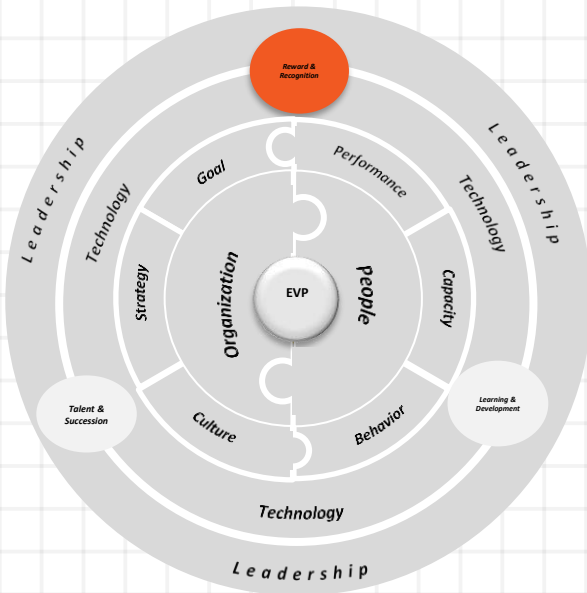 Reward &
Recognition
Leadership
Leadership
Technology
Technology
Goal
Performance
Strategy
Organization
EVP
people
Capacity
Talent &
Succession
Learning &
Development
Culture
Behavior
Technology
Leadership